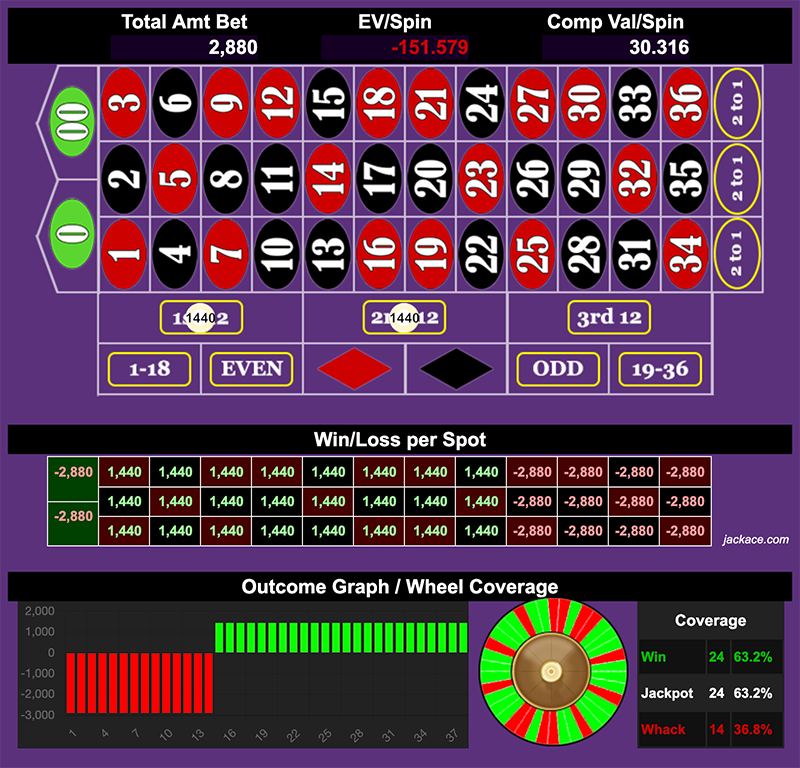 Total Amt Bet EV/Spin Comp Val/Spin
2,880 -151.579 30.316
00 3 6 9 12 15 18 21 24 27 30 33 36 2 to 1
2 5 8 11 14 17 20 23 26 29 32 35 2 to 1
0 1 4 7 10 13 16 19 22 25 28 31 34 2 to 1
1440 1440 3rd 12
1-18 EVEN ODD 19-36
Win/Loss per Spot
-2,880 1,440 1,440 1,440 1,440 1,440 1,440 1,440 1,440 -2,880 -2,880 -2,880 -2,880
1,440 1,440 1,440 1,440 1,440 1,440 1,440 1,440 -2,880 -2,880 -2,880 -2,880
-2,880 1,440 1,440 1,440 1,440 1,440 1,440 1,440 1,440 -2,880 -2,880 -2,880 -2,880
jackace.com
Outcome Graph / Wheel Coverage
2,000
1,000
0
-1,000
-2,000
-3,000
1 4 7 10 13 16 19 22 25 28 31 34 37
Coverage
Win 24 63.2%
Jackpot 24 63.2%
Whack 14 36.8%